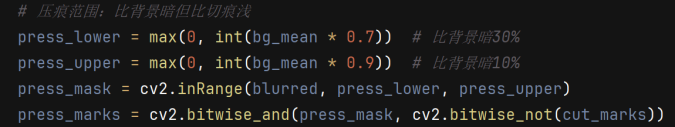 # 压痕范围：比背景暗但比切痕浅
press_lower = max(0, int(bg_mean * 0.7))  # 比背景暗30%
press_upper = max(0, int(bg_mean * 0.9))  # 比背景暗10%
press_mask = cv2.inRange(blurred, press_lower, press_upper)
press_marks = cv2.bitwise_and(press_mask, cv2.bitwise_not(cut_marks))